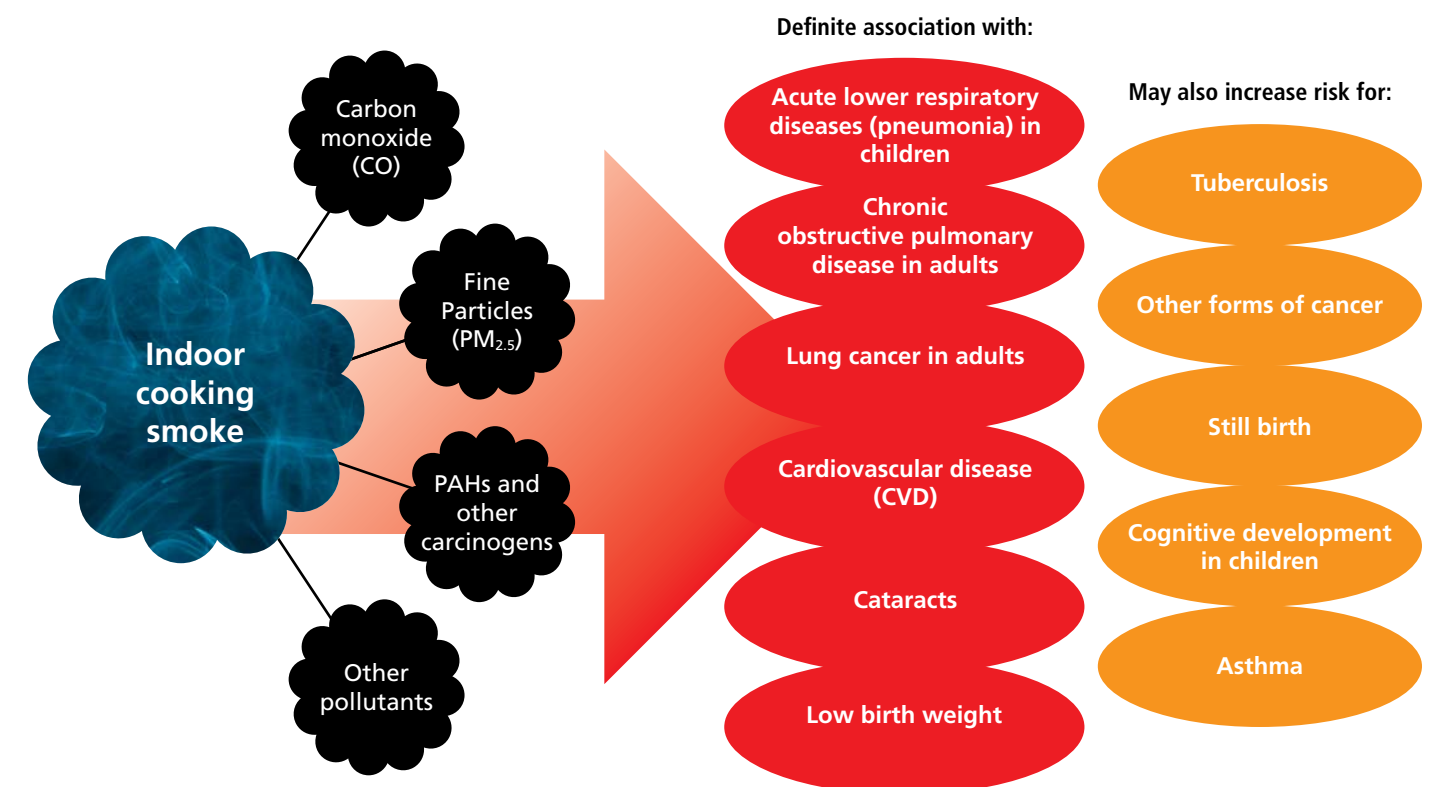 Indoor
cooking
smoke
Carbon
monoxide
(CO)
Fine
Particles
(PM2.5)
PAHs and
other
carcinogens
Other
pollutants
Definite association with:
Acute lower respiratory
diseases (pneumonia) in
children
Chronic
obstructive pulmonary
disease in adults
Lung cancer in adults
Cardiovascular disease
(CVD)
Cataracts
Low birth weight
May also increase risk for:
Tuberculosis
Other forms of cancer
Still birth
Cognitive development
in children
Asthma